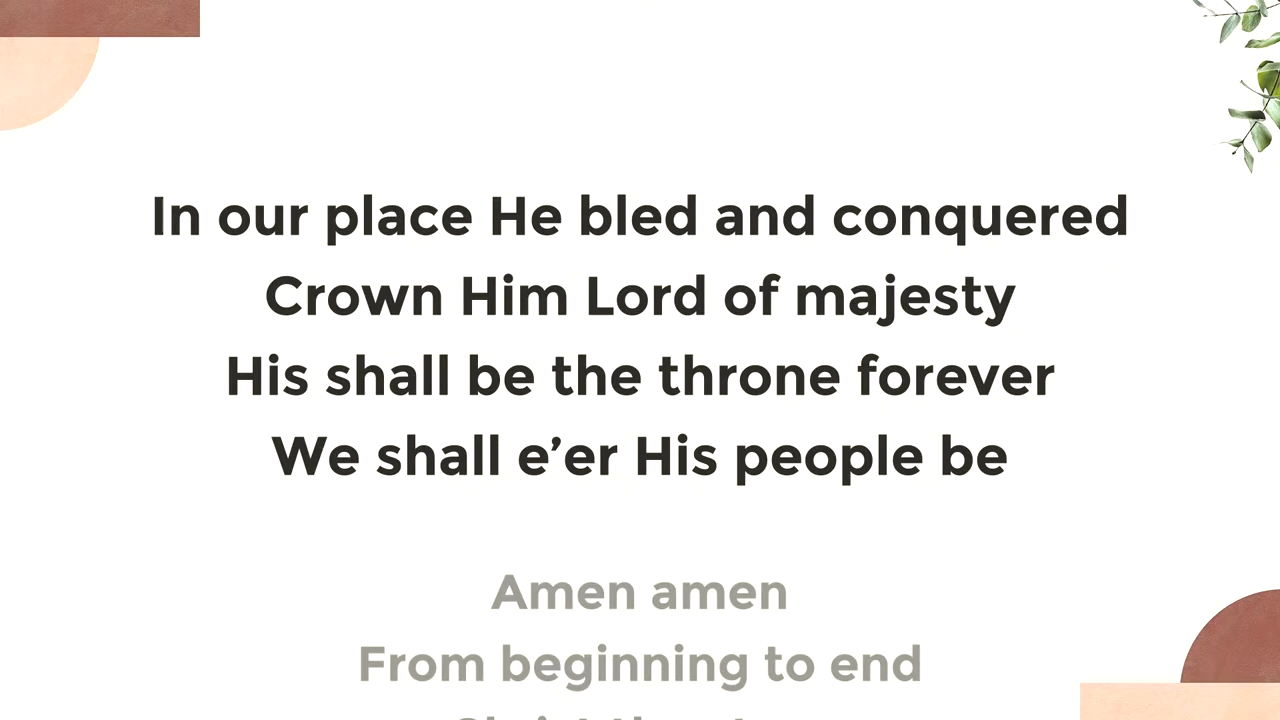 In our place He bled and conquered
Crown Him Lord of majesty
His shall be the throne forever
We shall e’er His people be
Amen amen
From beginning to end